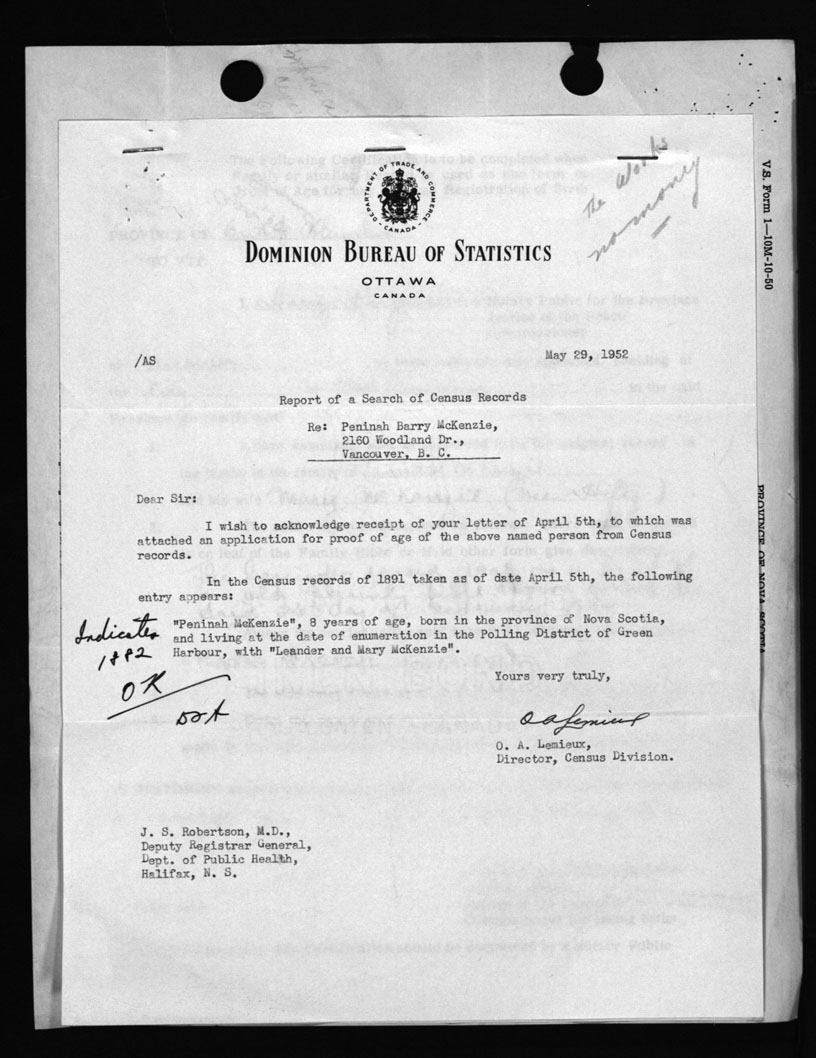 The Works
no money
V.S. Form 1—10M-10-50
DEPARTMENT OF TRADE AND COMMERCE
CANADA
DOMINION BUREAU OF STATISTICS
OTTAWA
CANADA
/AS
May 29, 1952
Report of a Search of Census Records
Re: Peninah Barry McKenzie,
2160 Woodland Dr.,
Vancouver, B. C.
Dear Sir:
I wish to acknowledge receipt of your letter of April 5th, to which was
attached an application for proof of age of the above named person from Census
records.
In the Census records of 1891 taken as of date April 5th, the following
entry appears:
"Peninah McKenzie", 8 years of age, born in the province of Nova Scotia,
and living at the date of enumeration in the Polling District of Green
Harbour, with "Leander and Mary McKenzie".
Indicates
1882
OK
Yours very truly,
O A Lemieux
O. A. Lemieux,
Director, Census Division.
J. S. Robertson, M.D.,
Deputy Registrar General,
Dept. of Public Health,
Halifax, N. S.
PROVINCE OF NOVA SCOTIA